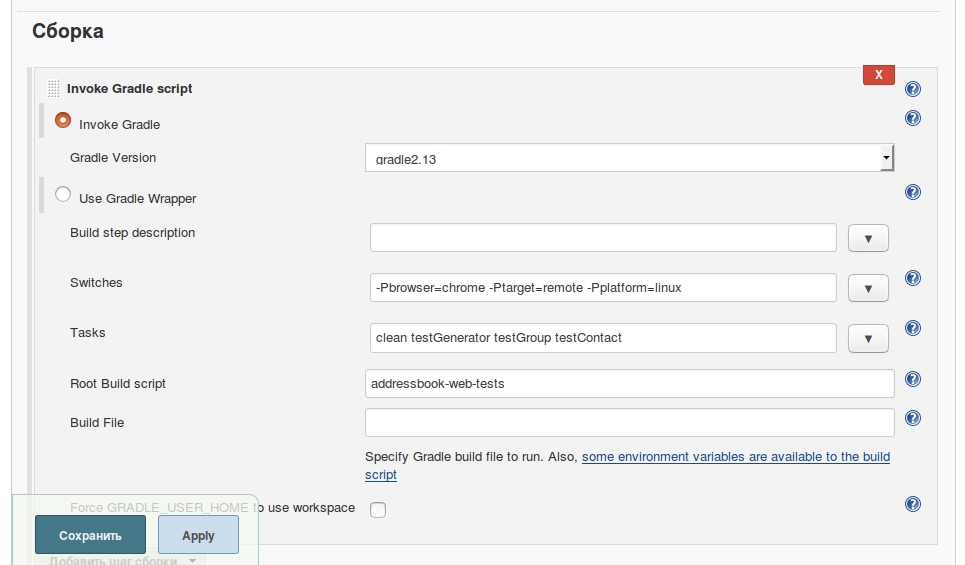 Сборка
X
Invoke Gradle script
Invoke Gradle
Gradle Version
gradle2.13
Use Gradle Wrapper
Build step description
Switches
-Pbrowser=chrome -Ptarget=remote -Pplatform=linux
Tasks
clean testGenerator testGroup testContact
Root Build script
addressbook-web-tests
Build File
Specify Gradle build file to run. Also, some environment variables are available to the build
script
Force GRADLE_USER_HOME to use workspace
Сохранить
Apply
Добавить шаг сборки